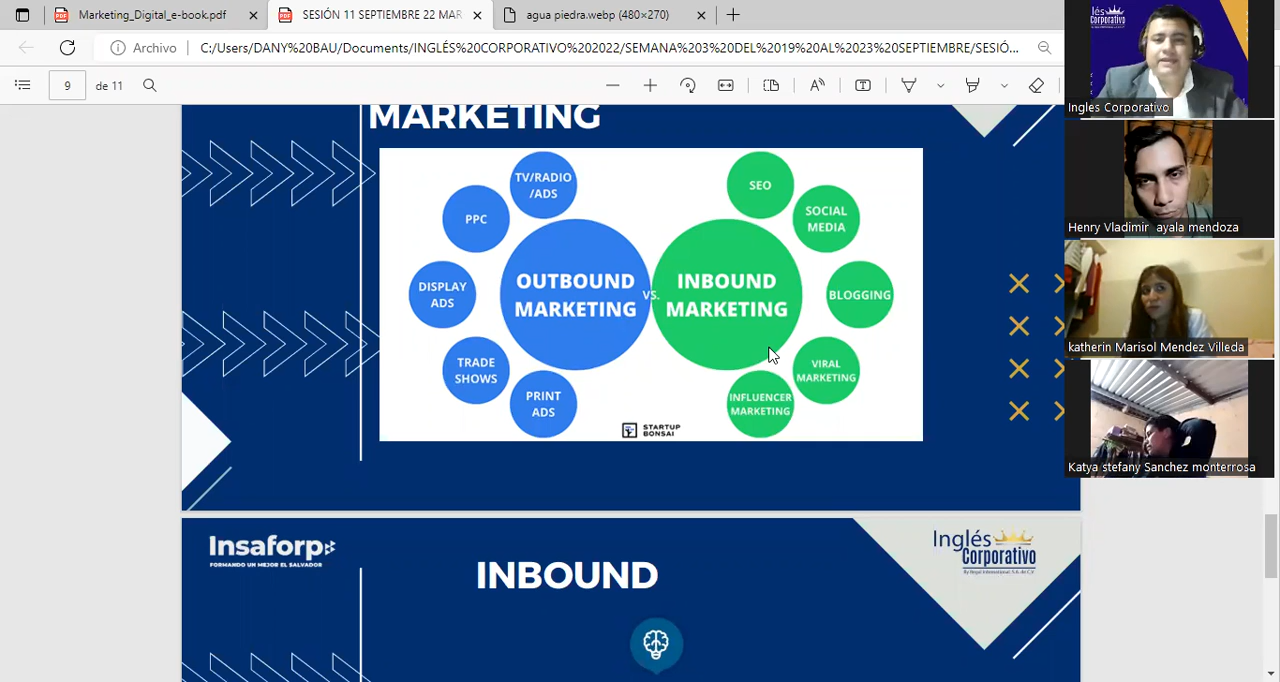 Marketing_Digital_e-book.pdf
SESIÓN 11 SEPTIEMBRE 22 MAR
agua piedra.webp (480×270)
Archivo
C:/Users/DANY%20BAU/Documents/INGLÉS%20CORPORATIVO%202022/SEMANA%203%20DEL%2019%20AL%2023%20SEPTIEMBRE/SESIÓ...
9
de 11
MARKETING
TV/RADIO
/ADS
PPC
DISPLAY
ADS
TRADE
SHOWS
PRINT
ADS
OUTBOUND
MARKETING
VS.
INBOUND
MARKETING
SEO
SOCIAL
MEDIA
BLOGGING
VIRAL
MARKETING
INFLUENCER
MARKETING
STARTUP
BONSAI
Insaforp
FORMANDO UN MEJOR EL SALVADOR
INBOUND
Inglés
Corporativo
glés
Corporativo
Ingles Corporativo
Henry Vladimir ayala mendoza
katherin Marisol Mendez Villeda
Katya stefany Sanchez monterrosa